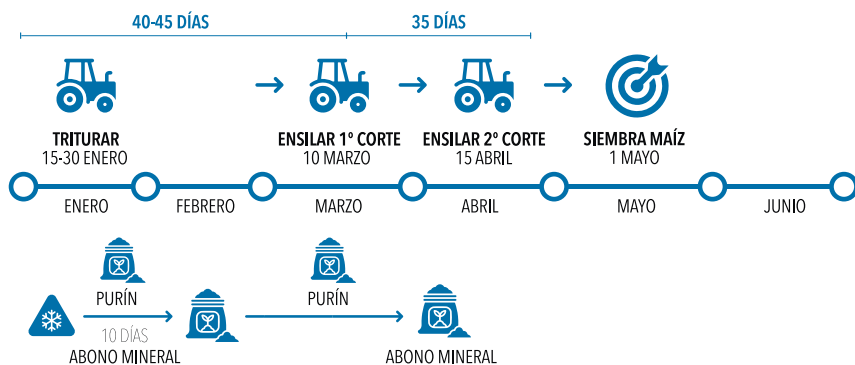 40-45 DÍAS
35 DÍAS
TRITURAR
15-30 ENERO
ENSILAR 1º CORTE
10 MARZO
ENSILAR 2º CORTE
15 ABRIL
SIEMBRA MAÍZ
1 MAYO
ENERO
FEBRERO
MARZO
ABRIL
MAYO
JUNIO
PURÍN
10 DÍAS
ABONO MINERAL
PURÍN
ABONO MINERAL